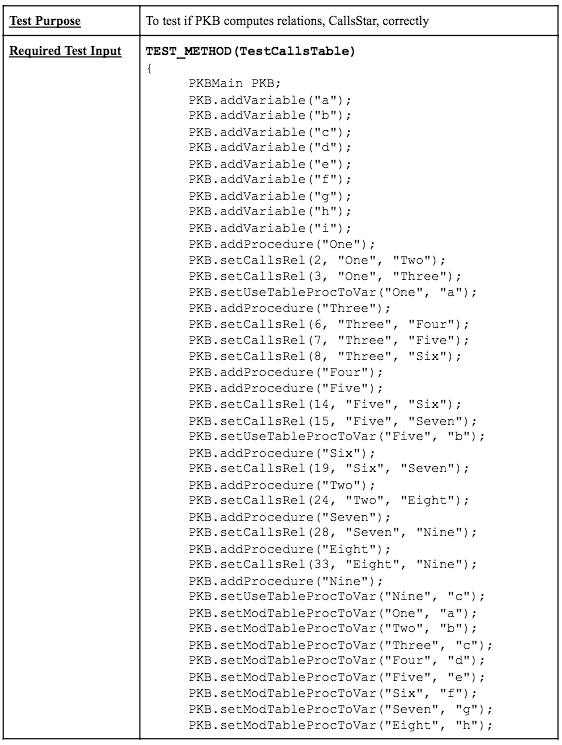 Test Purpose
To test if PKB computes relations, CallsStar, correctly
Required Test Input
TEST_METHOD(TestCallsTable)
{
PKBMain PKB;
PKB.addVariable("a");
PKB.addVariable("b");
PKB.addVariable("c");
PKB.addVariable("d");
PKB.addVariable("e");
PKB.addVariable("f");
PKB.addVariable("g");
PKB.addVariable("h");
PKB.addVariable("i");
PKB.addProcedure("One");
PKB.setCallsRel(2, "One", "Two");
PKB.setCallsRel(3, "One", "Three");
PKB.setUseTableProcToVar("One", "a");
PKB.addProcedure("Three");
PKB.setCallsRel(6, "Three", "Four");
PKB.setCallsRel(7, "Three", "Five");
PKB.setCallsRel(8, "Three", "Six");
PKB.addProcedure("Four");
PKB.addProcedure("Five");
PKB.setCallsRel(14, "Five", "Six");
PKB.setCallsRel(15, "Five", "Seven");
PKB.setUseTableProcToVar("Five", "b");
PKB.addProcedure("Six");
PKB.setCallsRel(19, "Six", "Seven");
PKB.addProcedure("Two");
PKB.setCallsRel(24, "Two", "Eight");
PKB.addProcedure("Seven");
PKB.setCallsRel(28, "Seven", "Nine");
PKB.addProcedure("Eight");
PKB.setCallsRel(33, "Eight", "Nine");
PKB.addProcedure("Nine");
PKB.setUseTableProcToVar("Nine", "c");
PKB.setModTableProcToVar("One", "a");
PKB.setModTableProcToVar("Two", "b");
PKB.setModTableProcToVar("Three", "c");
PKB.setModTableProcToVar("Four", "d");
PKB.setModTableProcToVar("Five", "e");
PKB.setModTableProcToVar("Six", "f");
PKB.setModTableProcToVar("Seven", "g");
PKB.setModTableProcToVar("Eight", "h");